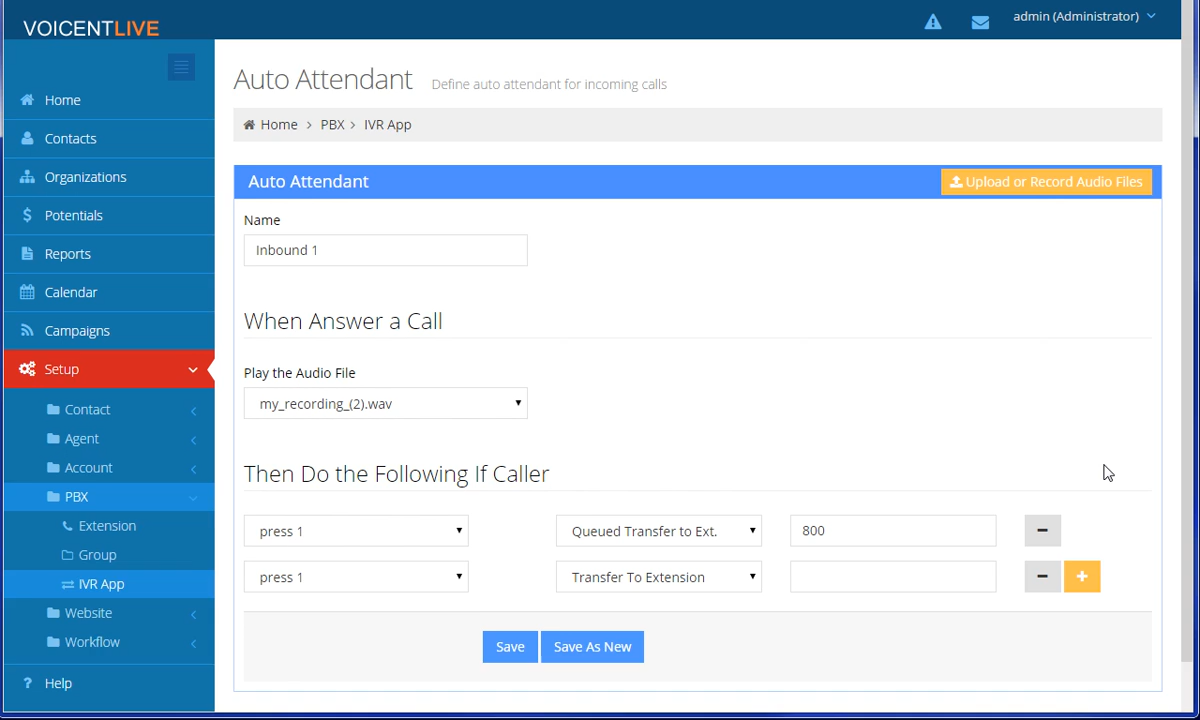 VOICENTLIVE
admin (Administrator)
Home
Contacts
Organizations
Potentials
Reports
Calendar
Campaigns
Setup
Contact
Agent
Account
PBX
Extension
Group
IVR App
Website
Workflow
Help
Auto Attendant Define auto attendant for incoming calls
Home > PBX > IVR App
Auto Attendant
Upload or Record Audio Files
Name
Inbound 1
When Answer a Call
Play the Audio File
my_recording_(2).wav
Then Do the Following If Caller
press 1 Queued Transfer to Ext. 800
press 1 Transfer To Extension
Save Save As New